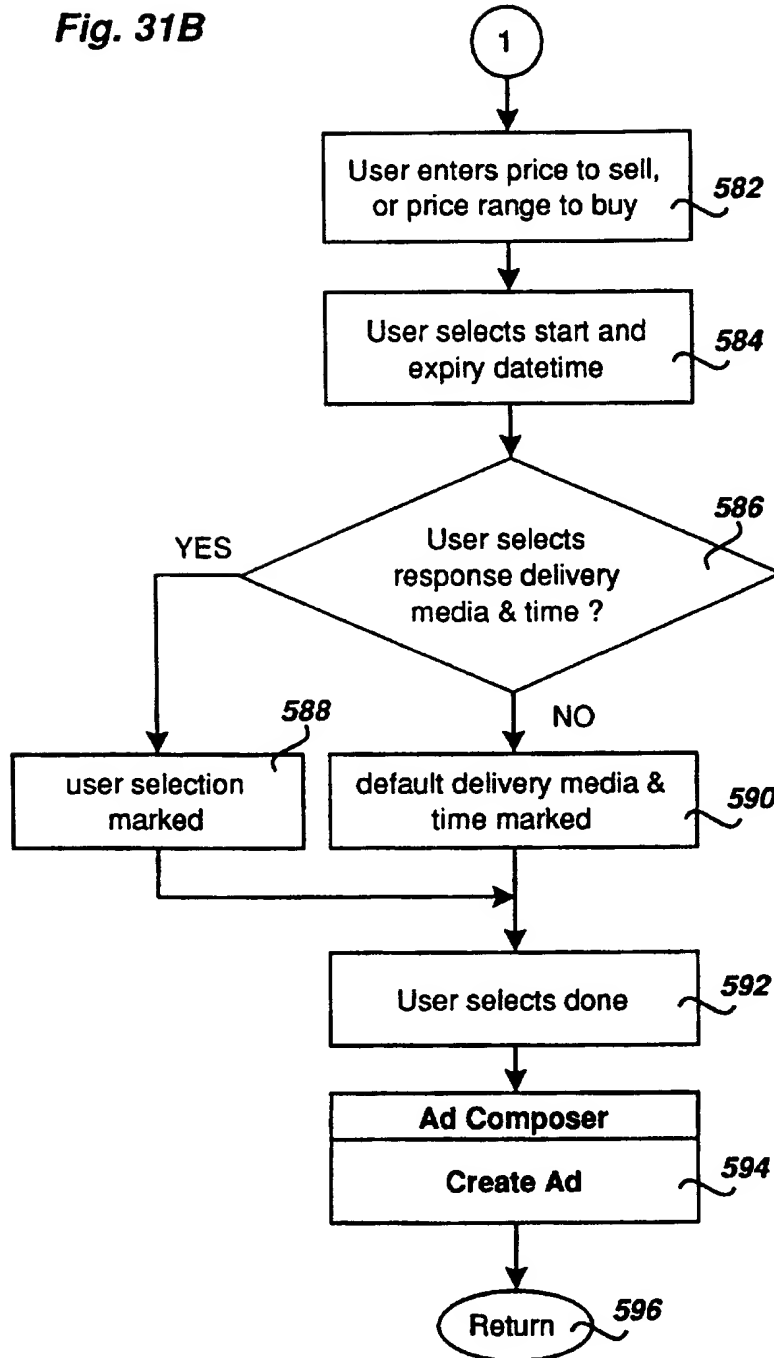 Fig. 31B
1
User enters price to sell,
or price range to buy
582
User selects start and
expiry datetime
584
586
YES
User selects
response delivery
media & time ?
588
NO
user selection
marked
default delivery media &
time marked
590
User selects done
592
Ad Composer
Create Ad
594
Return
596